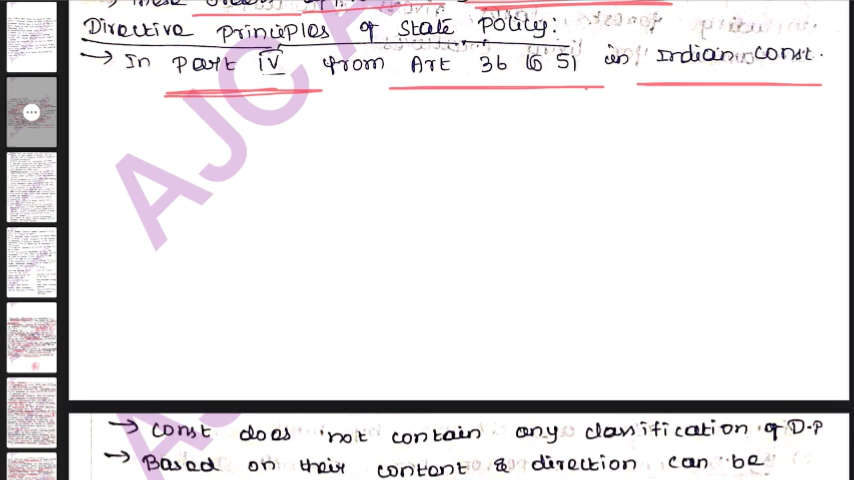 Directive principles of State policy:
→ In part IV from Art 36 to 51 in Indian const.
AJC A
→ const does not contain any classification of D.P
→ Based on their content & direction can be